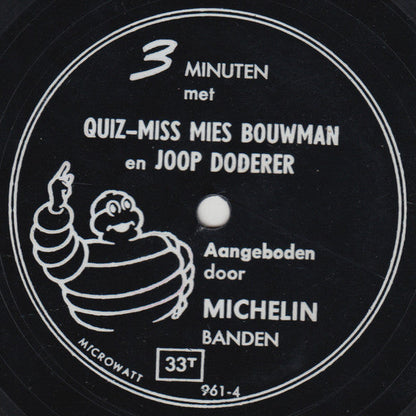 3 MINUTEN
met
QUIZ-MISS MIES BOUWMAN
en JOOP DODERER
Aangeboden
door
MICHELIN
BANDEN
MICROWATT
33T
961-4